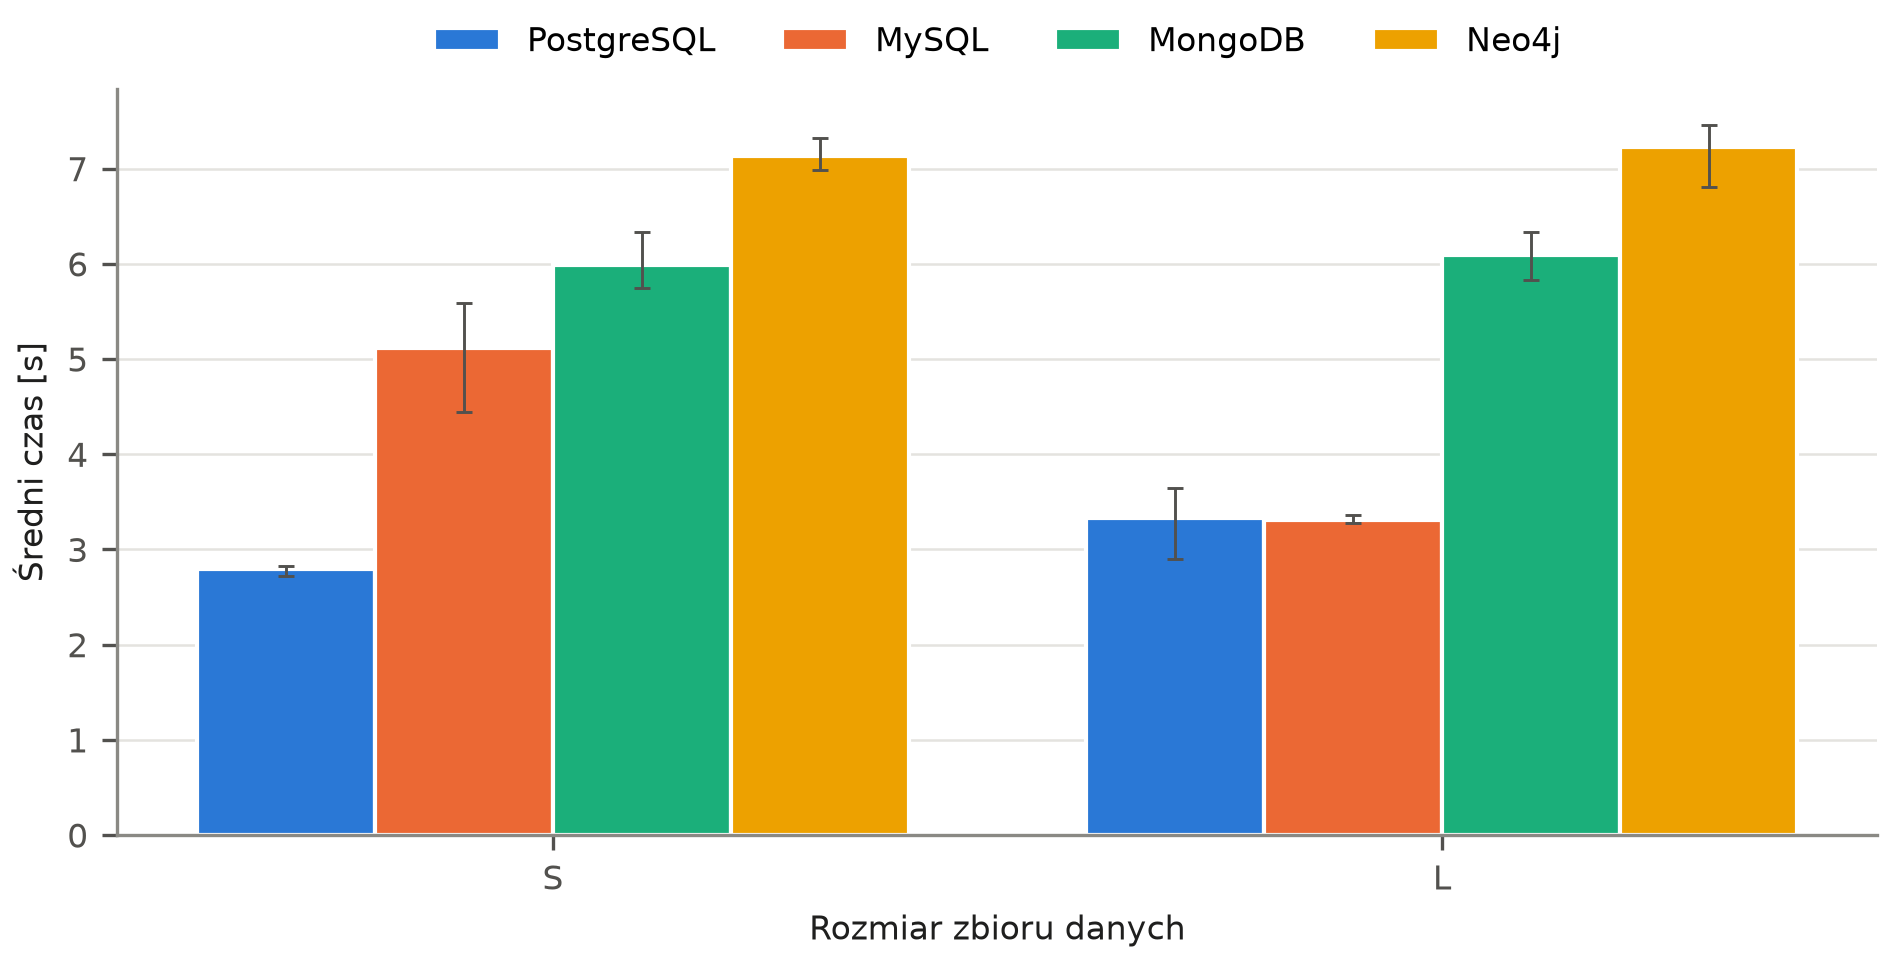 PostgreSQL MySQL MongoDB Neo4j
7
6
5
4
3
2
1
0
Średni czas [s]
S L
Rozmiar zbioru danych